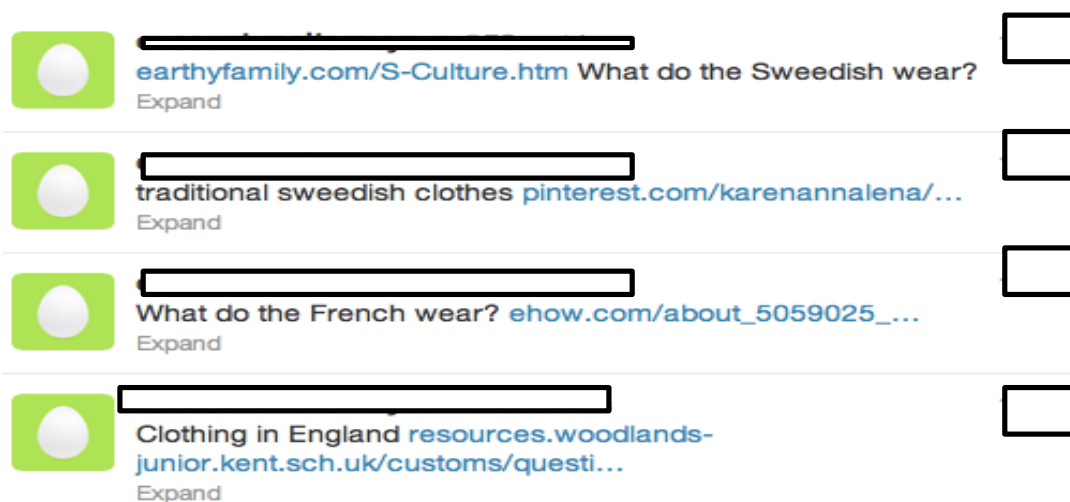 earthyfamily.com/S-Culture.htm What do the Sweedish wear?
Expand
traditional sweedish clothes pinterest.com/karenannalena/...
Expand
What do the French wear? ehow.com/about_5059025_...
Expand
Clothing in England resources.woodlands-
junior.kent.sch.uk/customs/questi...
Expand